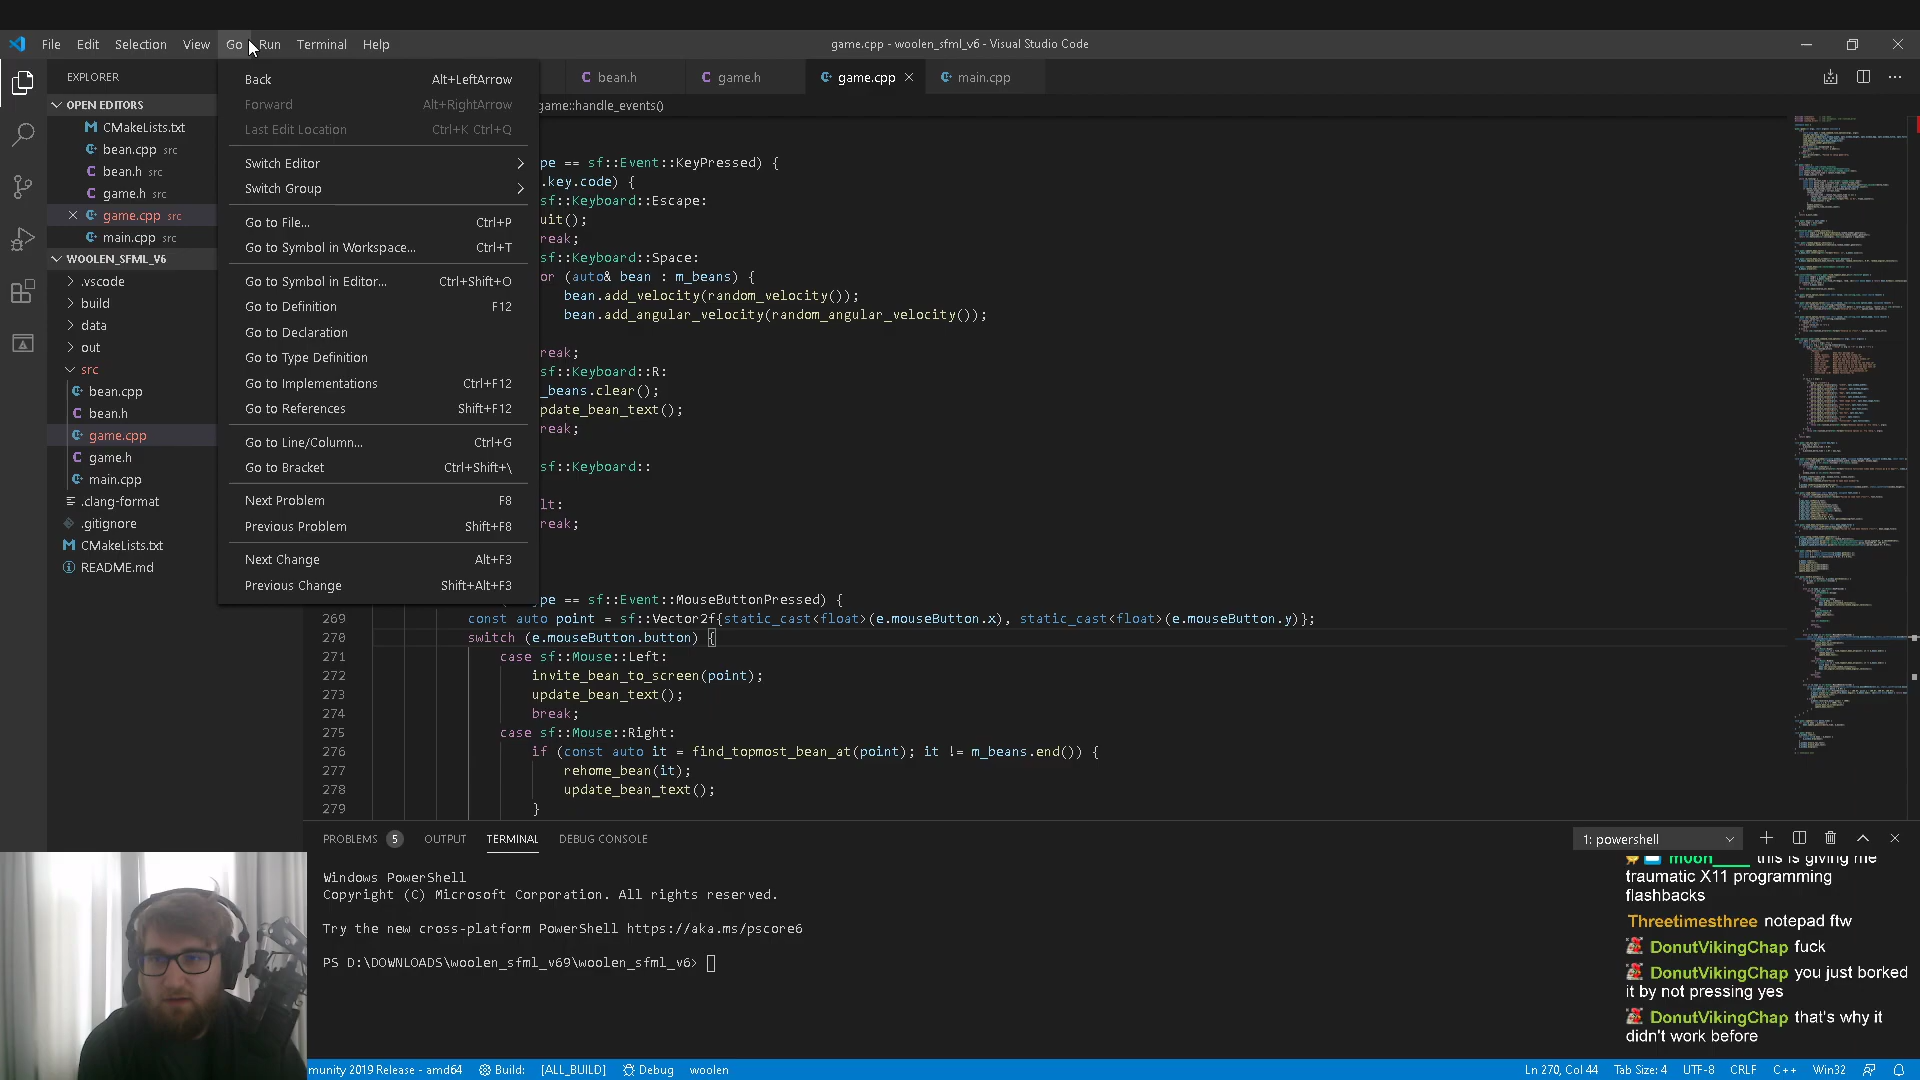 File Edit Selection View Go Run Terminal Help
game.cpp - woolen_sfml_v6 - Visual Studio Code
EXPLORER
OPEN EDITORS
CMakeLists.txt
bean.cpp src
bean.h src
game.h src
game.cpp src
main.cpp src
WOOLEN_SFML_V6
.vscode
build
data
out
src
bean.cpp
bean.h
game.cpp
game.h
main.cpp
.clang-format
.gitignore
CMakeLists.txt
README.md
Back Alt+LeftArrow
Forward Alt+RightArrow
Last Edit Location Ctrl+K Ctrl+Q
Switch Editor
Switch Group
Go to File... Ctrl+P
Go to Symbol in Workspace... Ctrl+T
Go to Symbol in Editor... Ctrl+Shift+O
Go to Definition F12
Go to Declaration
Go to Type Definition
Go to Implementations Ctrl+F12
Go to References Shift+F12
Go to Line/Column... Ctrl+G
Go to Bracket Ctrl+Shift+\
Next Problem F8
Previous Problem Shift+F8
Next Change Alt+F3
Previous Change Shift+Alt+F3
bean.h game.h game.cpp main.cpp
game::handle_events()
pe == sf::Event::KeyPressed) {
.key.code) {
sf::Keyboard::Escape:
uit();
reak;
sf::Keyboard::Space:
or (auto& bean : m_beans) {
bean.add_velocity(random_velocity());
bean.add_angular_velocity(random_angular_velocity());
reak;
sf::Keyboard::R:
_beans.clear();
pdate_bean_text();
reak;
sf::Keyboard::
lt:
reak;
pe == sf::Event::MouseButtonPressed) {
269 const auto point = sf::Vector2f{static_cast<float>(e.mouseButton.x), static_cast<float>(e.mouseButton.y)};
270 switch (e.mouseButton.button) {
271 case sf::Mouse::Left:
272 invite_bean_to_screen(point);
273 update_bean_text();
274 break;
275 case sf::Mouse::Right:
276 if (const auto it = find_topmost_bean_at(point); it != m_beans.end()) {
277 rehome_bean(it);
278 update_bean_text();
279 }
PROBLEMS 5 OUTPUT TERMINAL DEBUG CONSOLE
1: powershell
Windows PowerShell
Copyright (C) Microsoft Corporation. All rights reserved.
Try the new cross-platform PowerShell https://aka.ms/pscore6
PS D:\DOWNLOADS\woolen_sfml_v69\woolen_sfml_v6>
moon____ this is giving me
traumatic X11 programming
flashbacks
Threetimesthree notepad ftw
DonutVikingChap fuck
DonutVikingChap you just borked
it by not pressing yes
DonutVikingChap that's why it
didn't work before
munity 2019 Release - amd64 Build: [ALL_BUILD] Debug woolen
Ln 270, Col 44 Tab Size: 4 UTF-8 CRLF C++ Win32